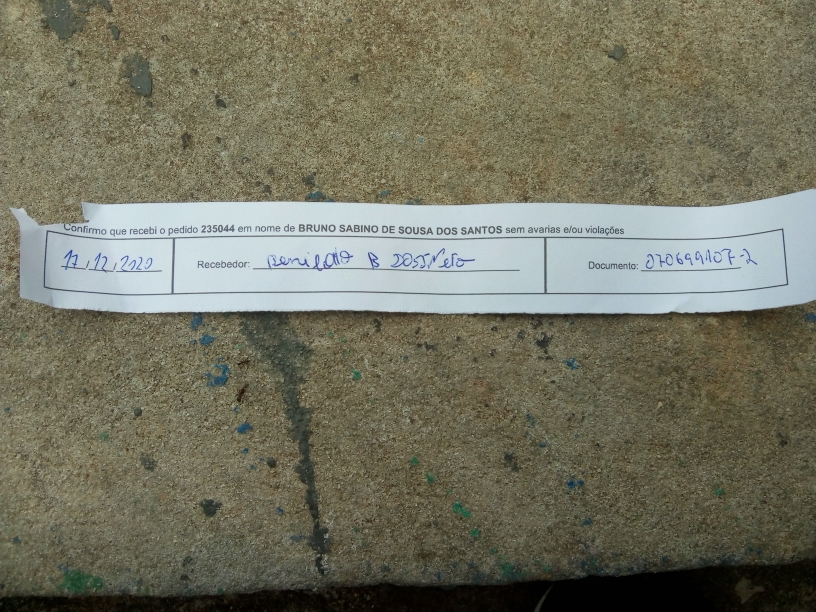 Confirmo que recebi o pedido 235044 em nome de BRUNO SABINO DE SOUSA DOS SANTOS sem avarias e/ou violações
17,12,2020 Recebedor: B Neto Documento: 070699107-2